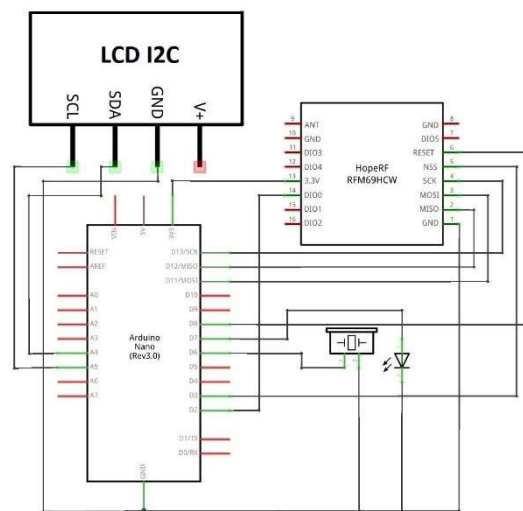 LCD I2C
SCL
SDA
GND
V+
9 ANT
10 GND
11 DIO3
12 DIO4
13 3.3V
14 DIO0
15 DIO1
16 DIO2
HopeRF
RFM69HCW
GND 8
DIO5 7
RESET 6
NSS 5
SCK 4
MOSI 3
MISO 2
GND 1
VIN
5V
3V3
RESET
AREF
A0
A1
A2
A3
A4
A5
A6
A7
Arduino
Nano
(Rev3.0)
D13/SCK
D12/MISO
D11/MOSI
D10
D9
D8
D7
D6
D5
D4
D3
D2
D1/TX
D0/RX
GND